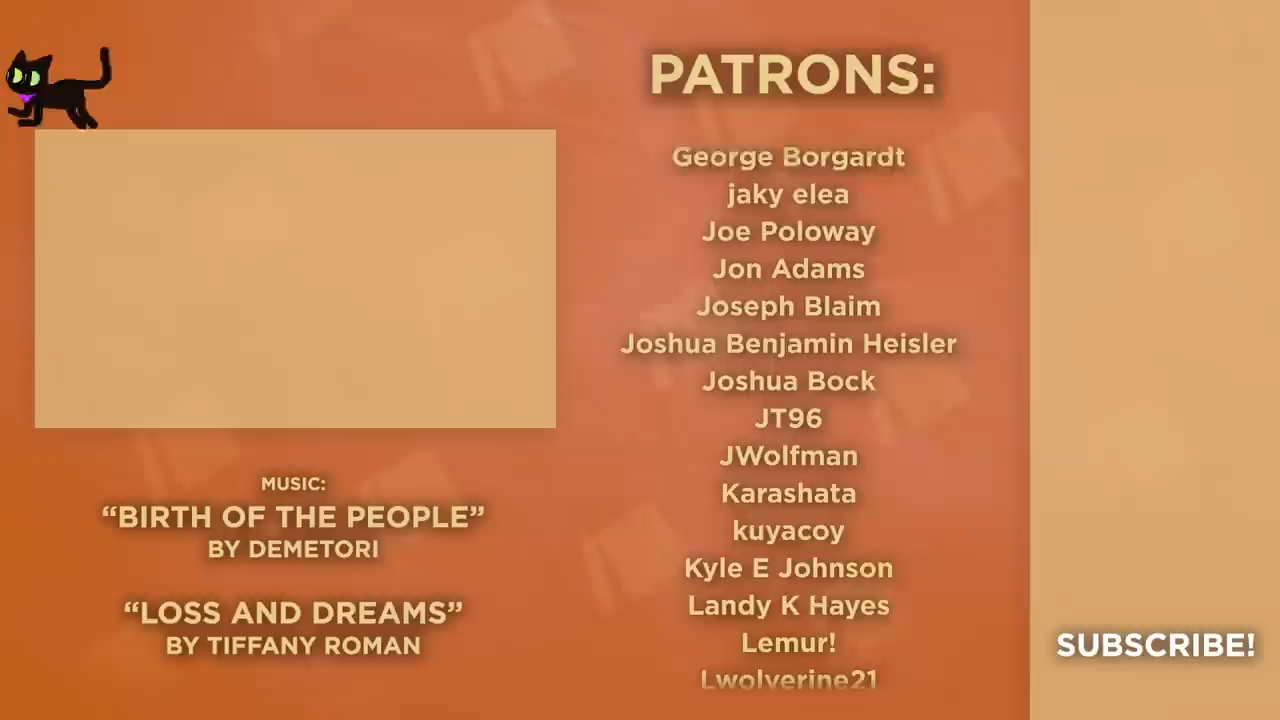 PATRONS:
George Borgardt
jaky elea
Joe Poloway
Jon Adams
Joseph Blaim
Joshua Benjamin Heisler
Joshua Bock
JT96
JWolfman
Karashata
kuyacoy
Kyle E Johnson
Landy K Hayes
Lemur!
Lwolverine21
MUSIC:
“BIRTH OF THE PEOPLE”
BY DEMETORI
“LOSS AND DREAMS”
BY TIFFANY ROMAN
SUBSCRIBE!